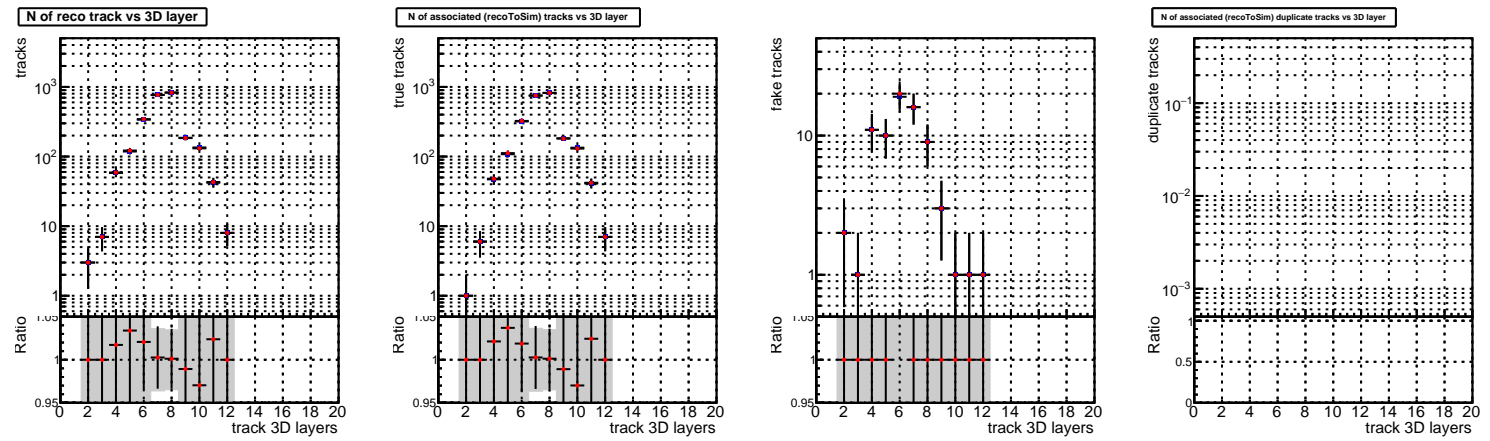 N of reco track vs 3D layer
tracks
10³
10²
10
1
Ratio
1.05
1
0.95
0 2 4 6 8 10 12 14 16 18 20
track 3D layers
N of associated (recoToSim) tracks vs 3D layer
true tracks
10³
10²
10
1
Ratio
1.05
1
0.95
0 2 4 6 8 10 12 14 16 18 20
track 3D layers
fake tracks
10
1
Ratio
1.05
1
0.95
0 2 4 6 8 10 12 14 16 18 20
track 3D layers
N of associated (recoToSim) duplicate tracks vs 3D layer
duplicate tracks
10⁻¹
10⁻²
10⁻³
Ratio
1
0.5
0
0 2 4 6 8 10 12 14 16 18 20
track 3D layers